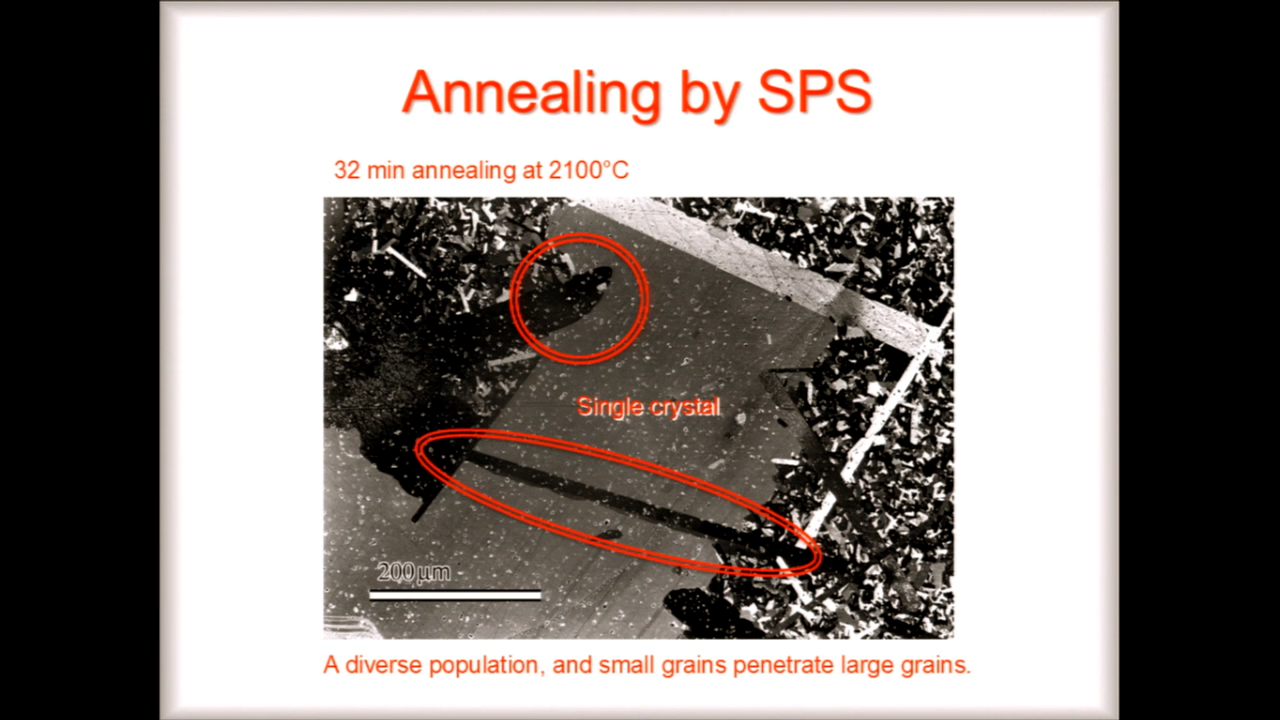 Annealing by SPS
32 min annealing at 2100°C
Single crystal
200µm
A diverse population, and small grains penetrate large grains.